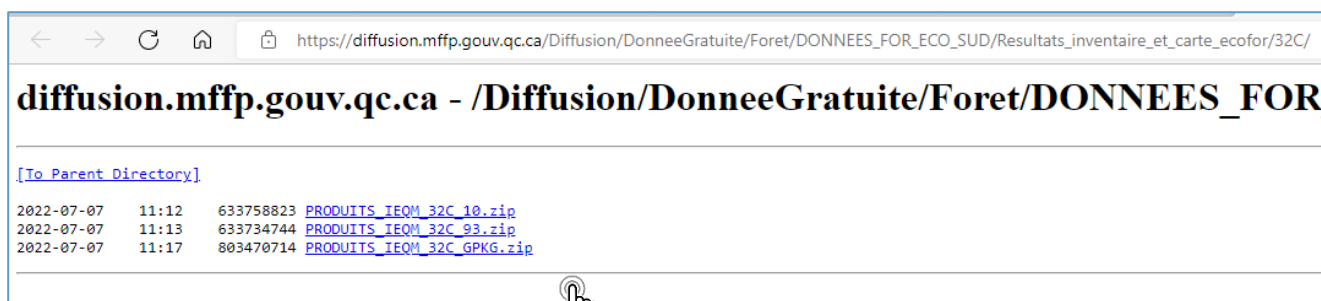 https://diffusion.mffp.gouv.qc.ca/Diffusion/DonneeGratuite/Foret/DONNEES_FOR_ECO_SUD/Resultats_inventaire_et_carte_ecofor/32C/
diffusion.mffp.gouv.qc.ca - /Diffusion/DonneeGratuite/Foret/DONNEES_FOR
[To Parent Directory]
2022-07-07 11:12 633758823 PRODUITS_IEQM_32C_10.zip
2022-07-07 11:13 633734744 PRODUITS_IEQM_32C_93.zip
2022-07-07 11:17 803470714 PRODUITS_IEQM_32C_GPKG.zip